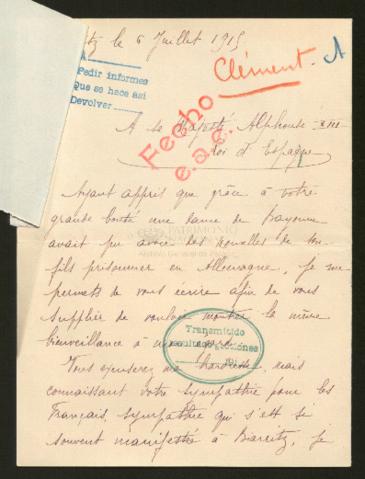 tz le 6 Juillet 1915
Clément. A
Pedir informes
Que se hace así
Devolver
A sa Majesté Alphonse XIII
Roi d'Espagne
Fecho
e.a.c.
Ayant appris que grâce à votre
grande bonté une dame de Bayonne
avait pu avoir des nouvelles de son
fils prisonnier en Allemagne, je me
permets de vous écrire afin de vous
supplier de vouloir montrer la même
bienveillance à
Transmitido
Vous excuserez ma hardiesse, mais
connaissant votre sympathie pour les
Français, sympathie qui s'est si
souvent manifestée à Biarritz, je
PATRIMONIO